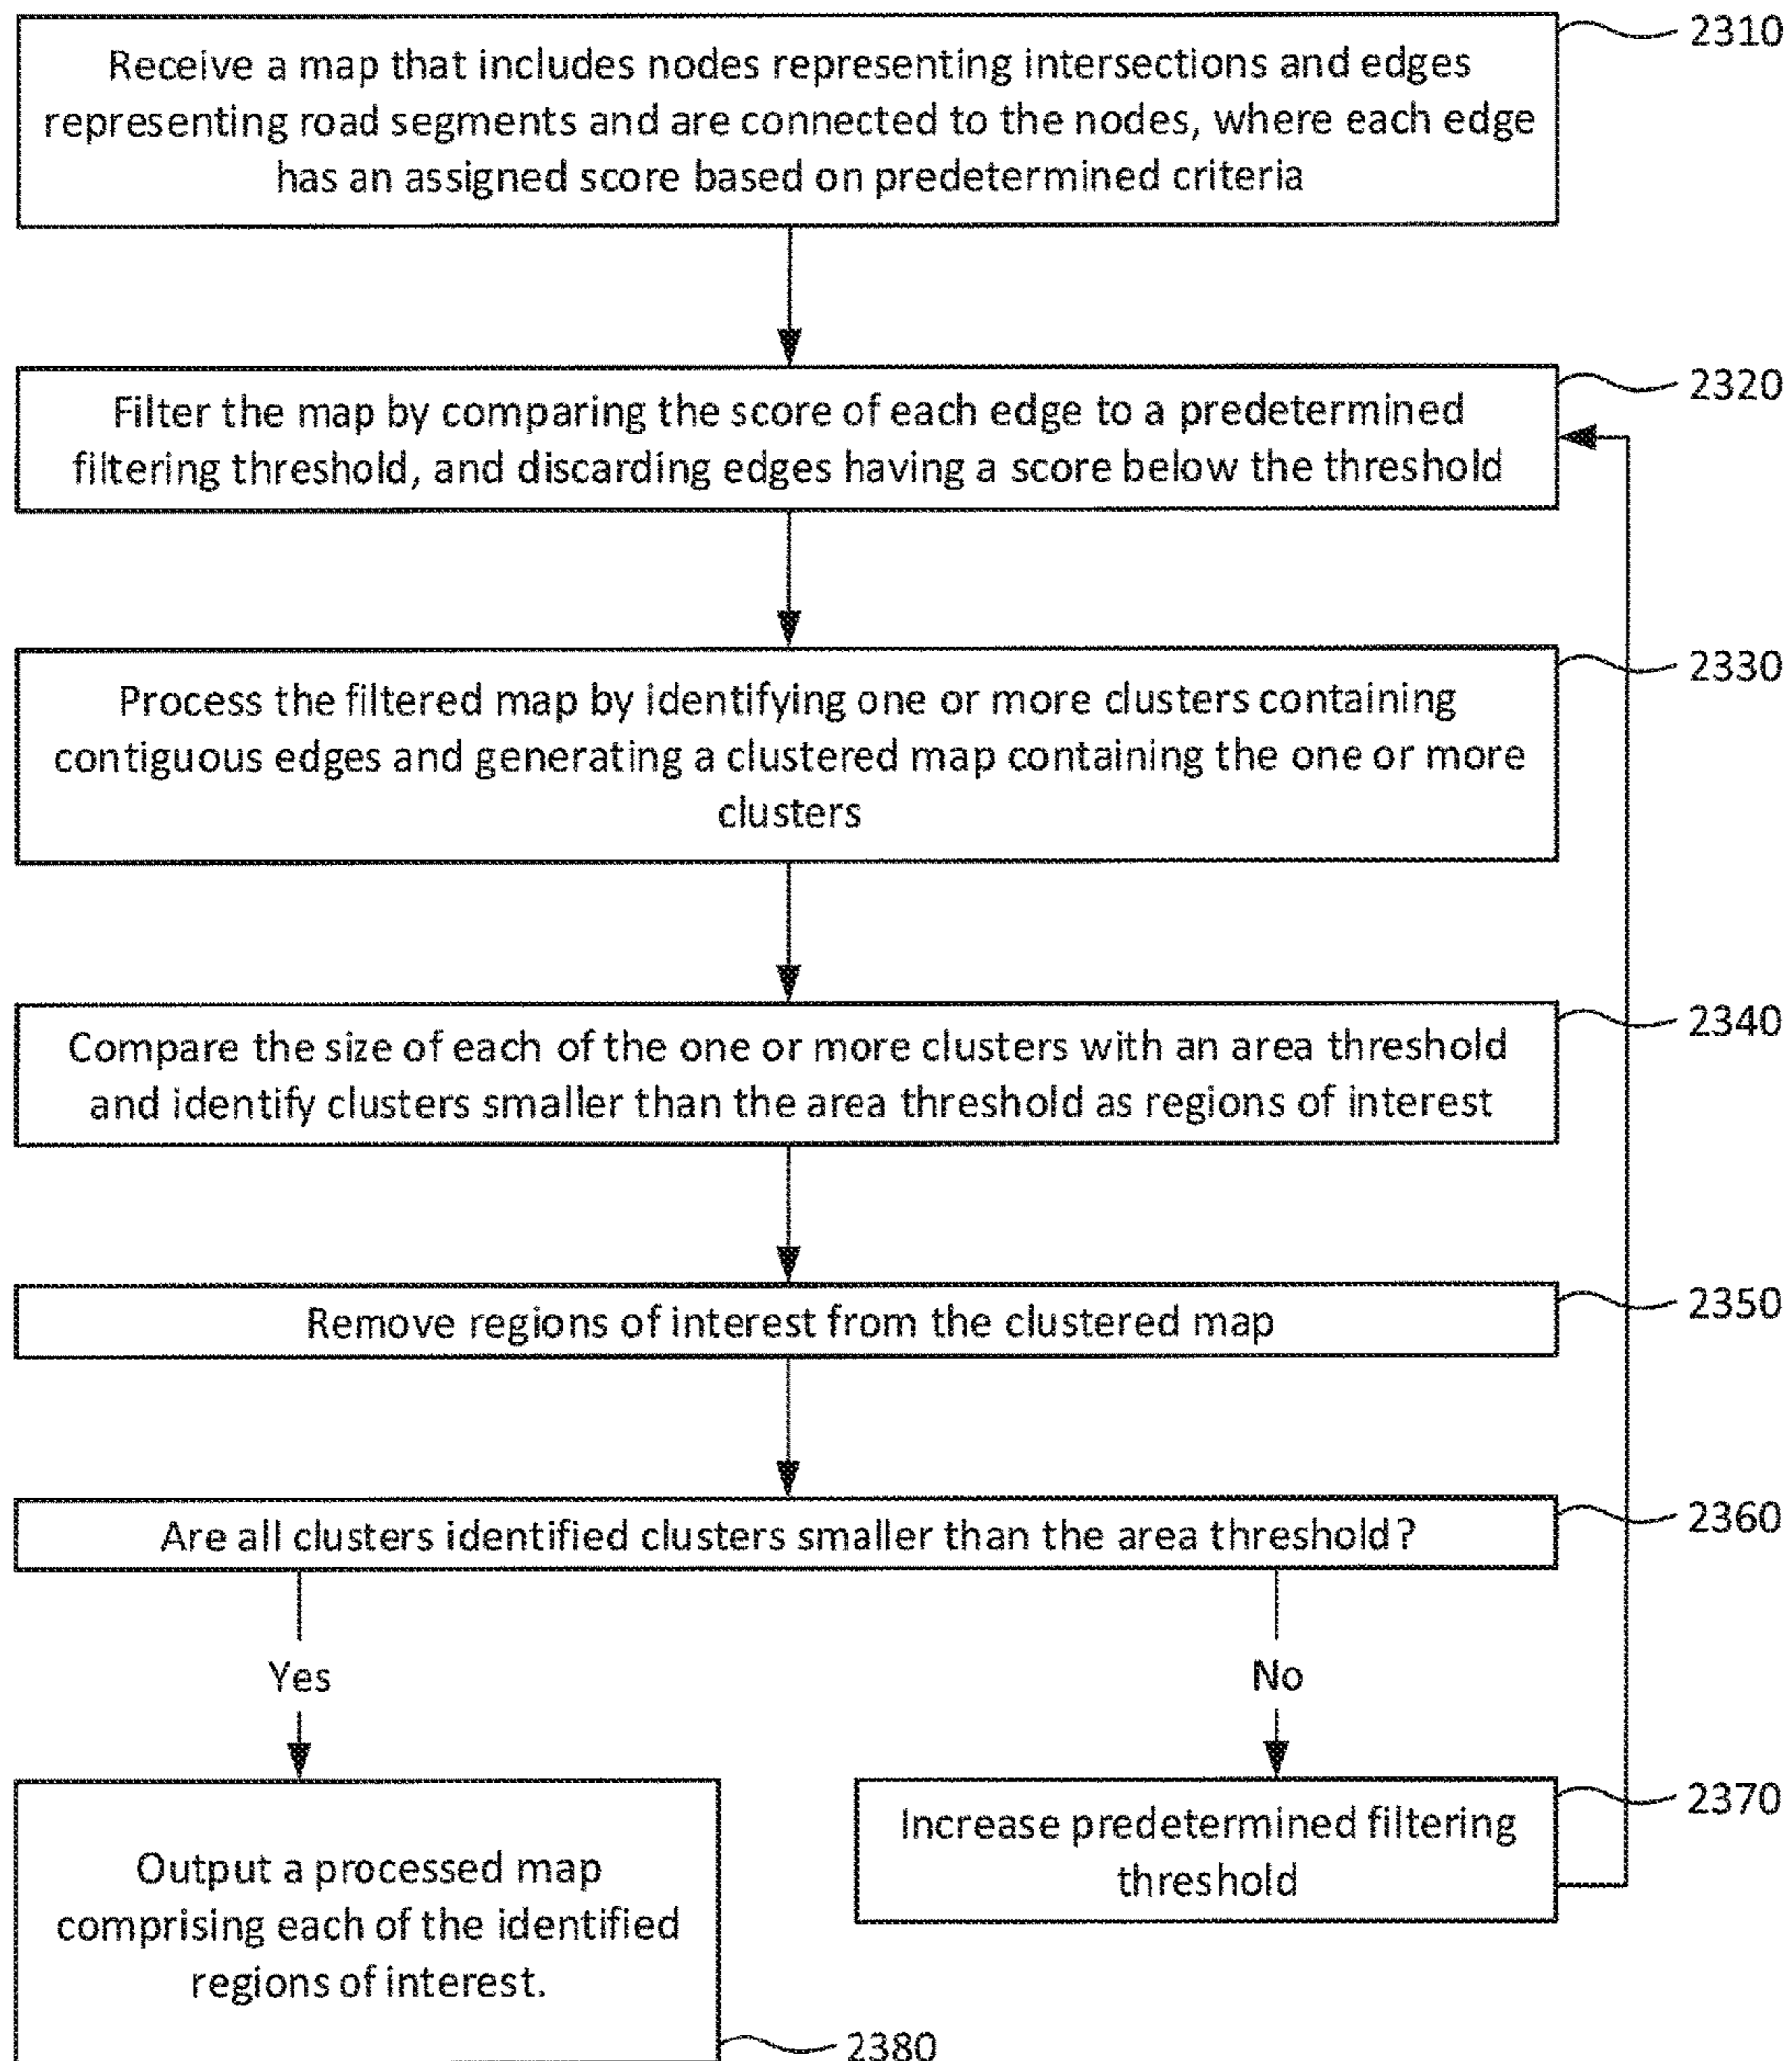 2310
Receive a map that includes nodes representing intersections and edges
representing road segments and are connected to the nodes, where each edge
has an assigned score based on predetermined criteria
2320
Filter the map by comparing the score of each edge to a predetermined
filtering threshold, and discarding edges having a score below the threshold
2330
Process the filtered map by identifying one or more clusters containing
contiguous edges and generating a clustered map containing the one or more
clusters
2340
Compare the size of each of the one or more clusters with an area threshold
and identify clusters smaller than the area threshold as regions of interest
2350
Remove regions of interest from the clustered map
2360
Are all clusters identified clusters smaller than the area threshold?
Yes
No
2370
Increase predetermined filtering
threshold
Output a processed map
comprising each of the identified
regions of interest.
2380